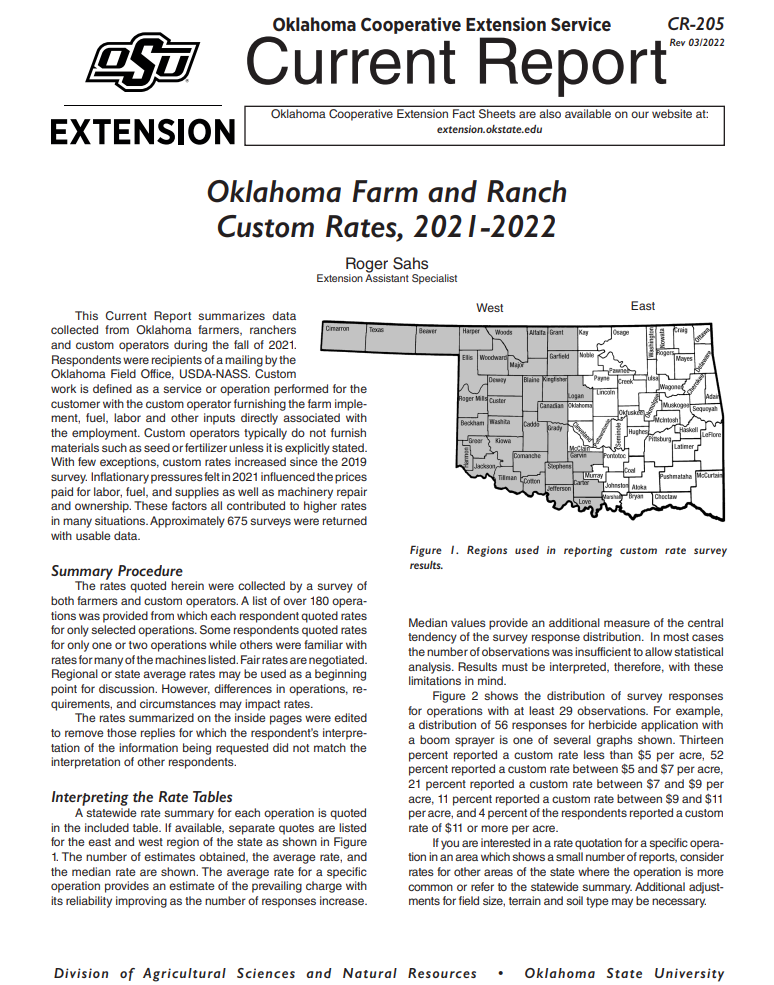 Oklahoma Cooperative Extension Service
CR-205
Rev 03/2022
Current Report
OSU
EXTENSION
Oklahoma Cooperative Extension Fact Sheets are also available on our website at:
extension.okstate.edu
Oklahoma Farm and Ranch
Custom Rates, 2021-2022
Roger Sahs
Extension Assistant Specialist
This Current Report summarizes data
collected from Oklahoma farmers, ranchers
and custom operators during the fall of 2021.
Respondents were recipients of a mailing by the
Oklahoma Field Office, USDA-NASS. Custom
work is defined as a service or operation performed for the
customer with the custom operator furnishing the farm imple-
ment, fuel, labor and other inputs directly associated with
the employment. Custom operators typically do not furnish
materials such as seed or fertilizer unless it is explicitly stated.
With few exceptions, custom rates increased since the 2019
survey. Inflationary pressures felt in 2021 influenced the prices
paid for labor, fuel, and supplies as well as machinery repair
and ownership. These factors all contributed to higher rates
in many situations. Approximately 675 surveys were returned
with usable data.
Summary Procedure
The rates quoted herein were collected by a survey of
both farmers and custom operators. A list of over 180 opera-
tions was provided from which each respondent quoted rates
for only selected operations. Some respondents quoted rates
for only one or two operations while others were familiar with
rates for many of the machines listed. Fair rates are negotiated.
Regional or state average rates may be used as a beginning
point for discussion. However, differences in operations, re-
quirements, and circumstances may impact rates.
The rates summarized on the inside pages were edited
to remove those replies for which the respondent's interpre-
tation of the information being requested did not match the
interpretation of other respondents.
Interpreting the Rate Tables
A statewide rate summary for each operation is quoted
in the included table. If available, separate quotes are listed
for the east and west region of the state as shown in Figure
1. The number of estimates obtained, the average rate, and
the median rate are shown. The average rate for a specific
operation provides an estimate of the prevailing charge with
its reliability improving as the number of responses increase.
West
East
Cimarron
Texas
Beaver
Harper
Woods
Alfalfa
Grant
Kay
Osage
Washington
Nowata
Craig
Ottawa
Ellis
Woodward
Major
Garfield
Noble
Pawnee
Rogers
Mayes
Delaware
Dewey
Blaine
Kingfisher
Logan
Payne
Creek
Tulsa
Wagoner
Cherokee
Adair
Roger Mills
Custer
Canadian
Oklahoma
Lincoln
Okfuskee
Okmulgee
Muskogee
Sequoyah
McIntosh
Beckham
Washita
Caddo
Grady
Cleveland
Pottawatomie
Seminole
Hughes
Pittsburg
Haskell
LeFlore
Latimer
Greer
Kiowa
McClain
Garvin
Pontotoc
Harmon
Jackson
Comanche
Stephens
Coal
Tillman
Cotton
Jefferson
Carter
Murray
Johnston
Atoka
Pushmataha
McCurtain
Love
Marshall
Bryan
Choctaw
Figure 1. Regions used in reporting custom rate survey
results.
Median values provide an additional measure of the central
tendency of the survey response distribution. In most cases
the number of observations was insufficient to allow statistical
analysis. Results must be interpreted, therefore, with these
limitations in mind.
Figure 2 shows the distribution of survey responses
for operations with at least 29 observations. For example,
a distribution of 56 responses for herbicide application with
a boom sprayer is one of several graphs shown. Thirteen
percent reported a custom rate less than $5 per acre, 52
percent reported a custom rate between $5 and $7 per acre,
21 percent reported a custom rate between $7 and $9 per
acre, 11 percent reported a custom rate between $9 and $11
per acre, and 4 percent of the respondents reported a custom
rate of $11 or more per acre.
If you are interested in a rate quotation for a specific opera-
tion in an area which shows a small number of reports, consider
rates for other areas of the state where the operation is more
common or refer to the statewide summary. Additional adjust-
ments for field size, terrain and soil type may be necessary.
Division of Agricultural Sciences and Natural Resources • Oklahoma State University